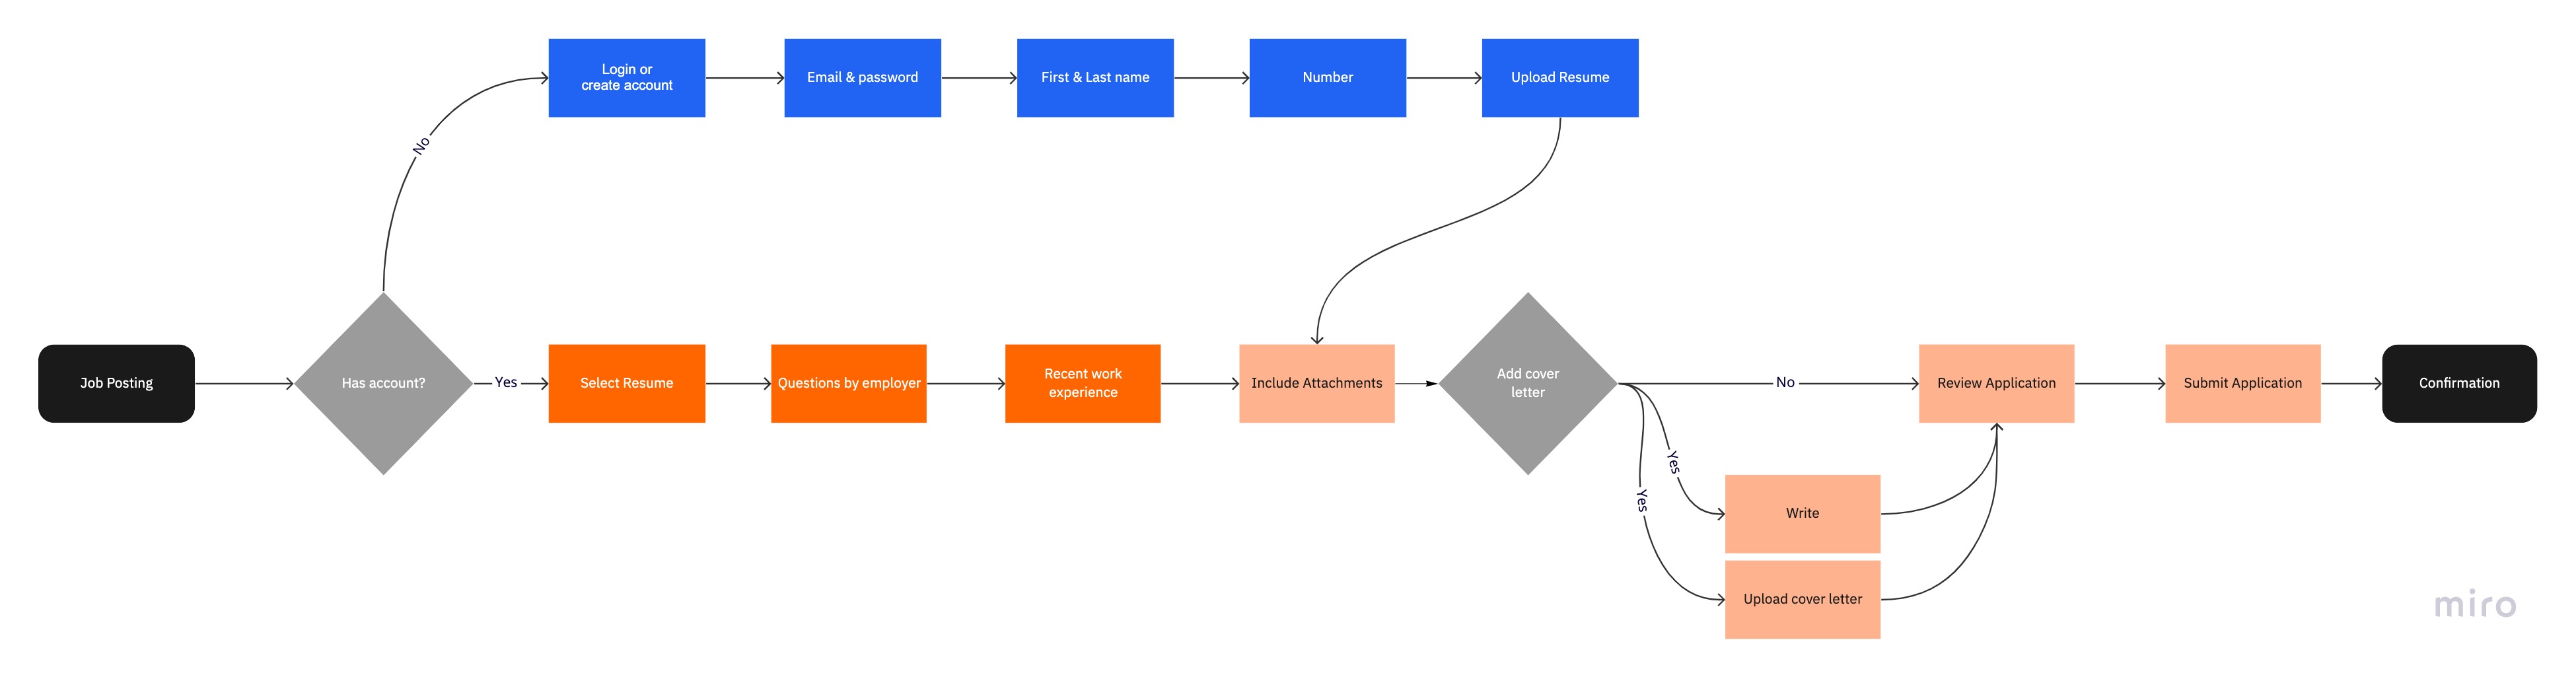 Login or
create account
Email & password
First & Last name
Number
Upload Resume
No
Job Posting
Has account?
Yes
Select Resume
Questions by employer
Recent work
experience
Include Attachments
Add cover
letter
No
Review Application
Submit Application
Confirmation
Yes
Yes
Write
Upload cover letter
miro